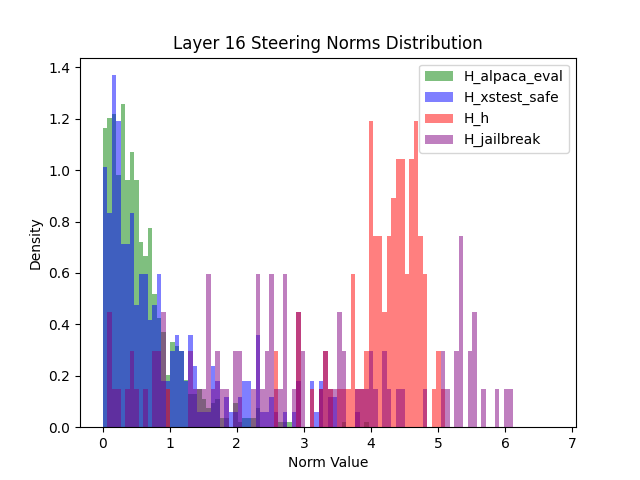 Layer 16 Steering Norms Distribution
H_alpaca_eval
H_xstest_safe
H_h
H_jailbreak
Density
1.4
1.2
1.0
0.8
0.6
0.4
0.2
0.0
0 1 2 3 4 5 6 7
Norm Value